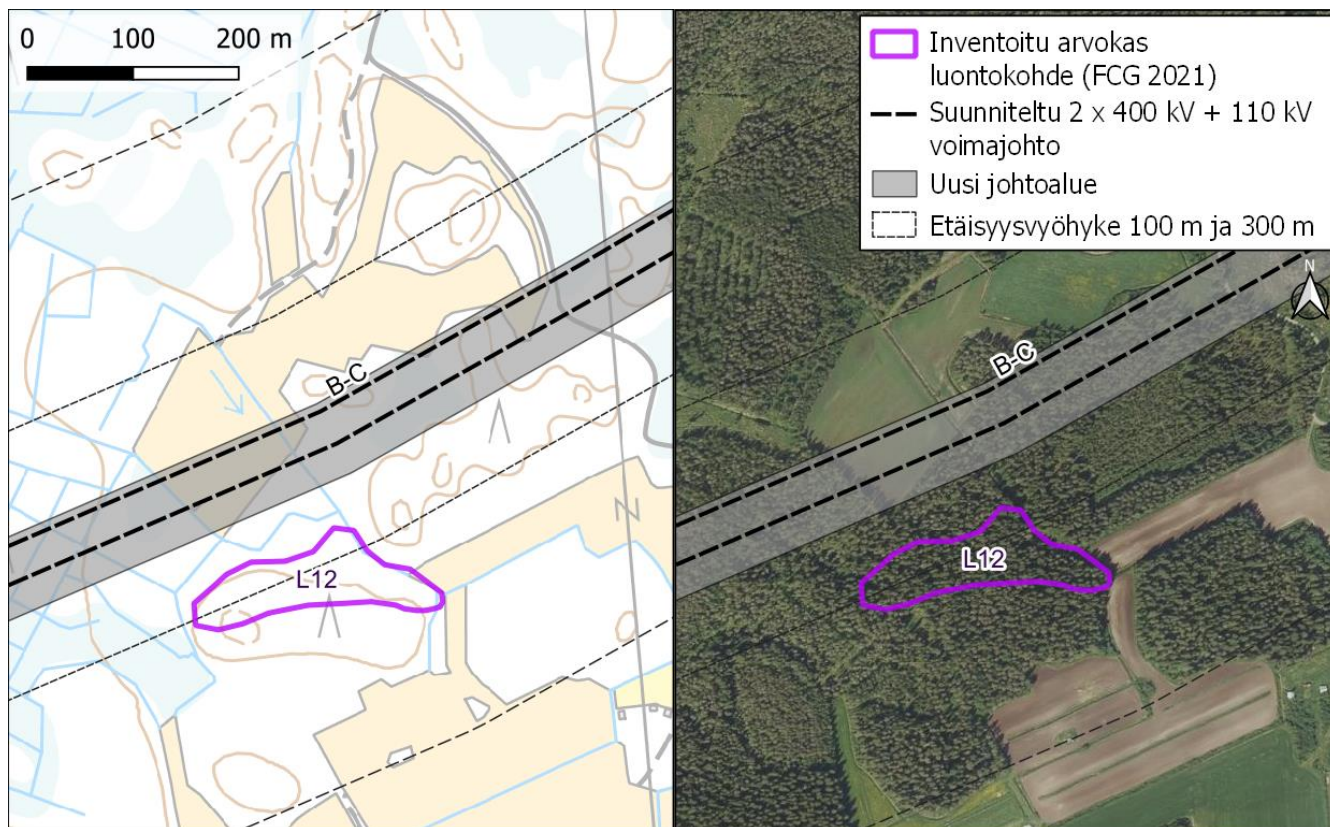 0 100 200 m
B-C
L12
Inventoitu arvokas
luontokohde (FCG 2021)
Suunniteltu 2 x 400 kV + 110 kV
voimajohto
Uusi johtoalue
Etäisyysvyöhyke 100 m ja 300 m
N
B-C
L12